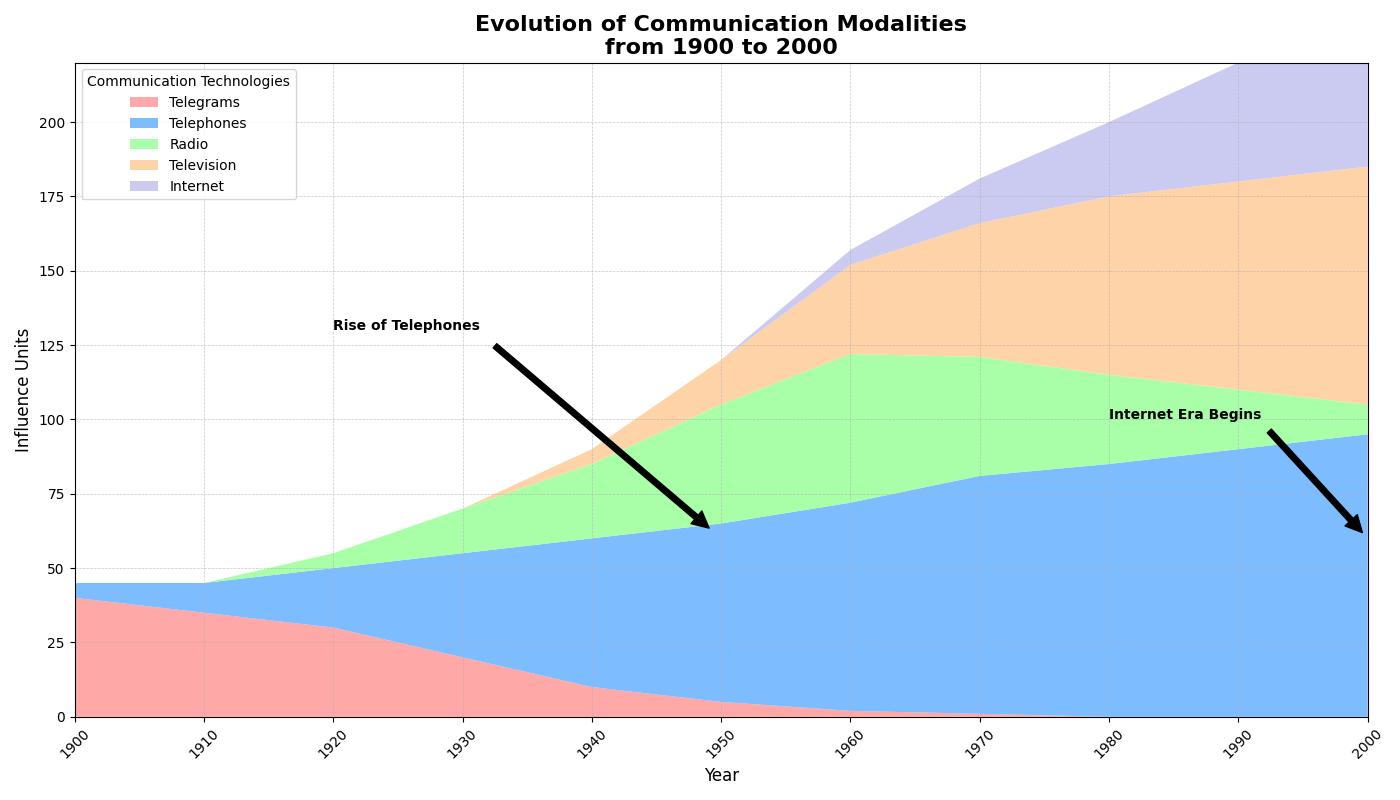 Evolution of Communication Modalities
from 1900 to 2000
Communication Technologies
Telegrams
Telephones
Radio
Television
Internet
200
175
150
125
100
75
50
25
0
Influence Units
Rise of Telephones
Internet Era Begins
1900
1910
1920
1930
1940
1950
1960
1970
1980
1990
2000
Year